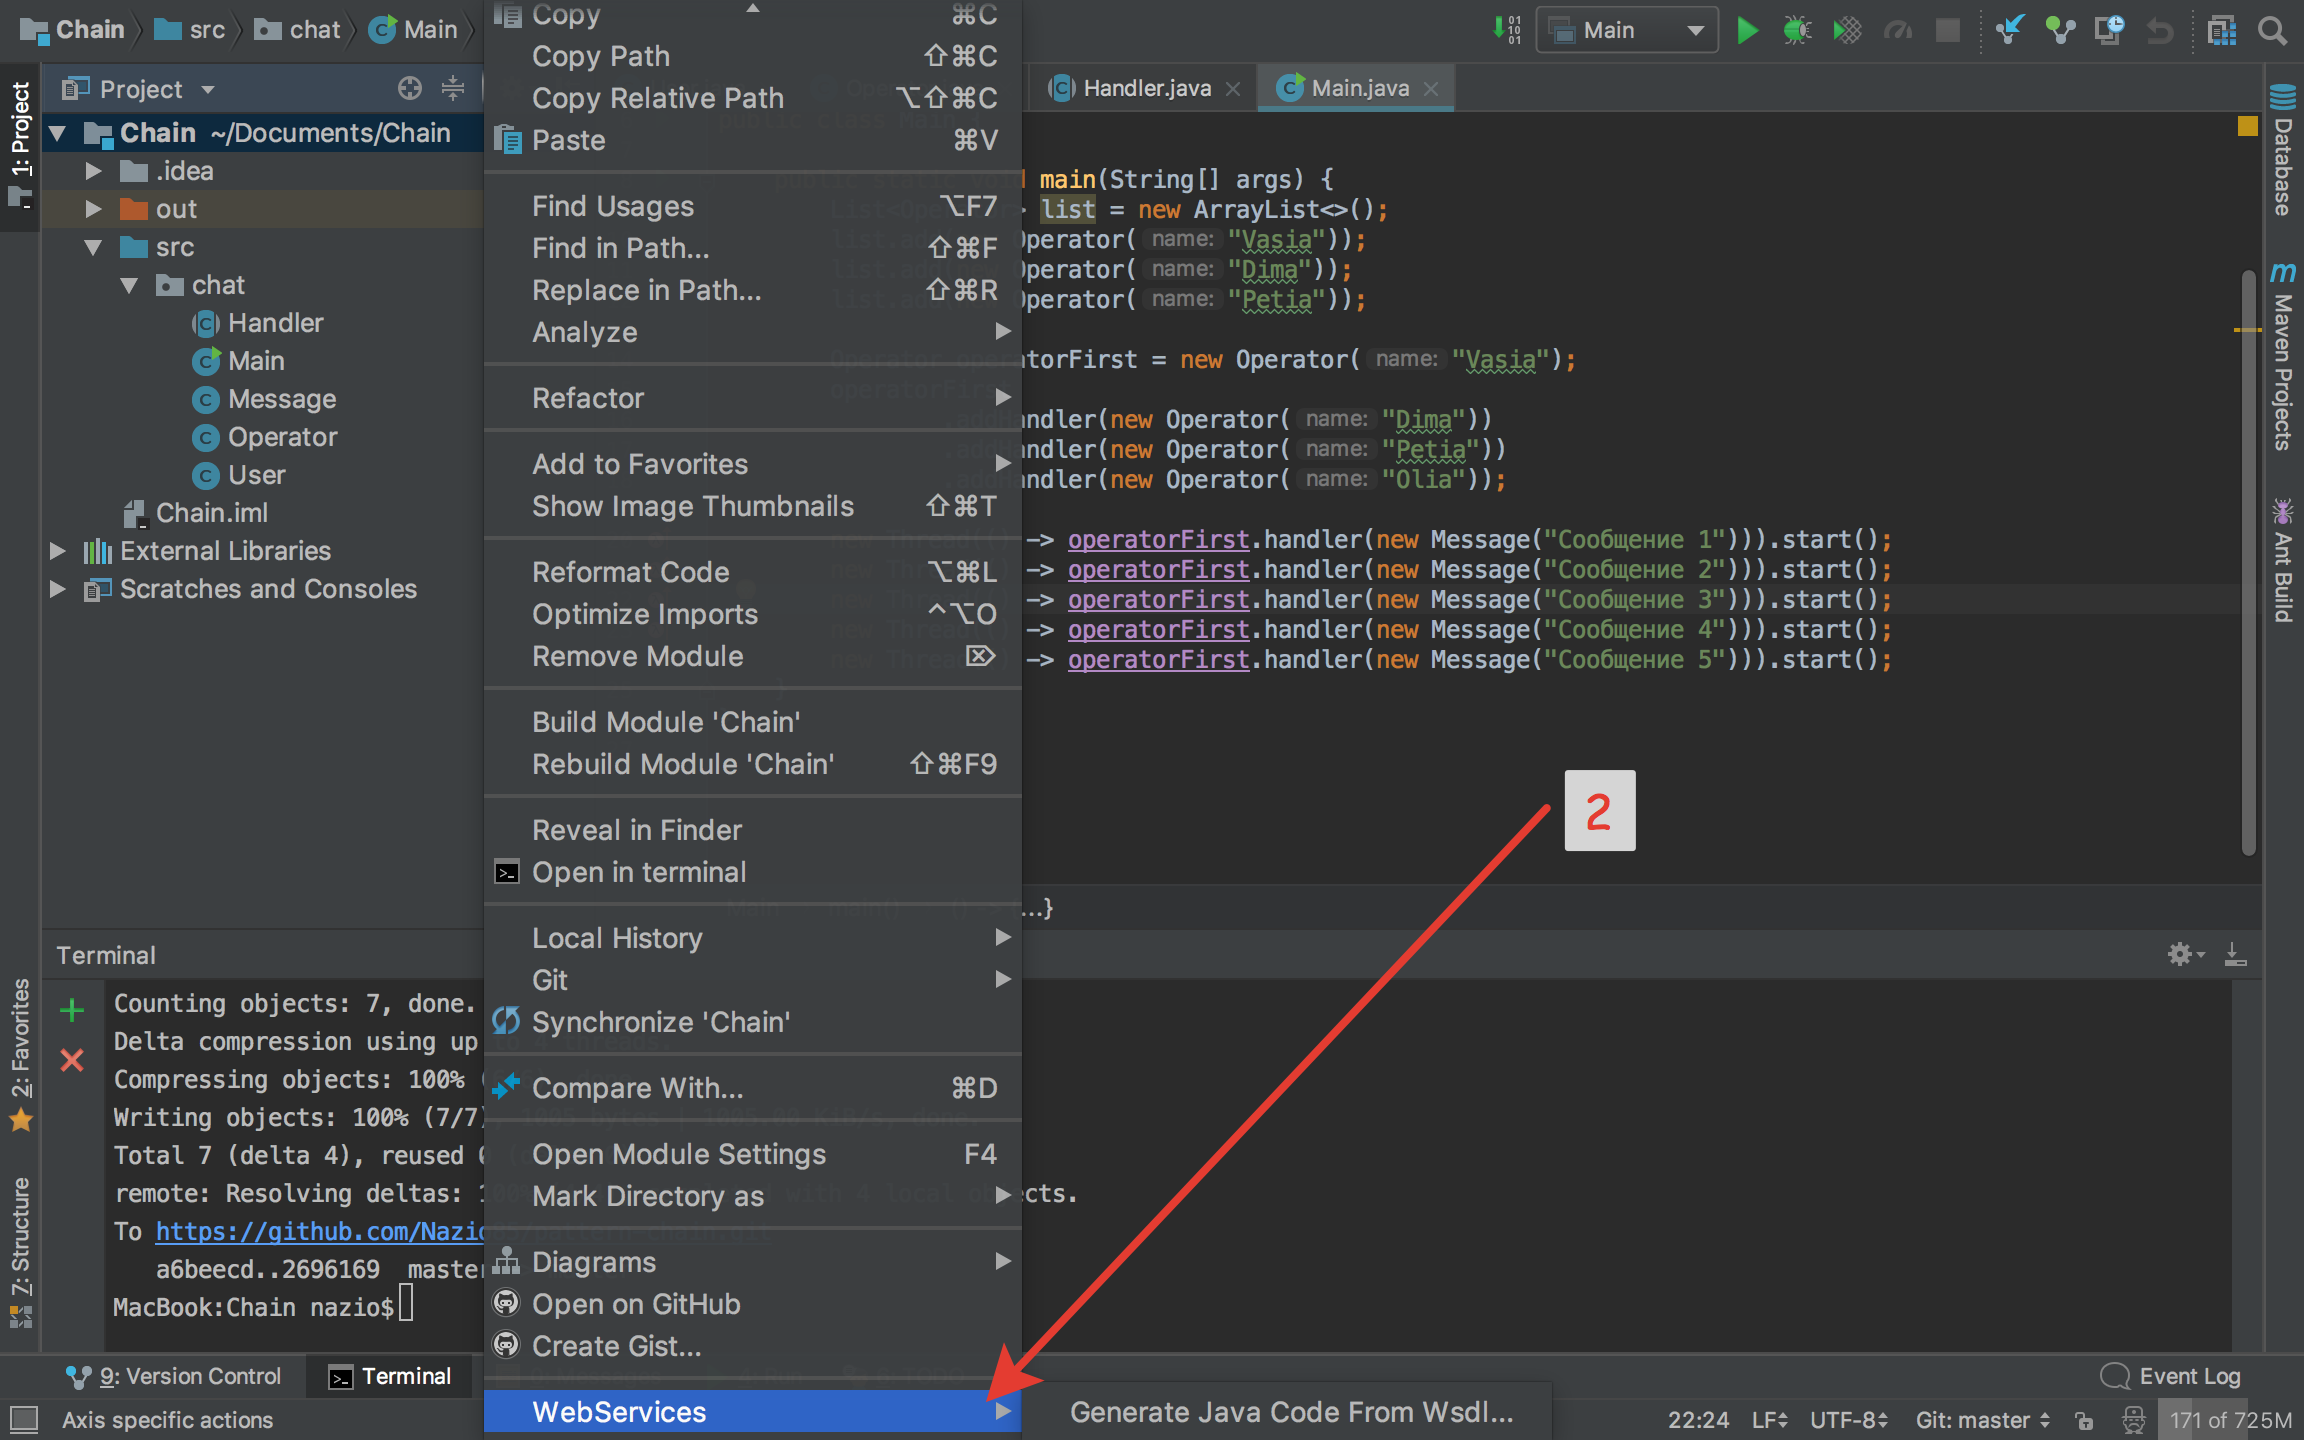 Chain src chat Main
Main
1: Project
Project
Chain ~/Documents/Chain
.idea
out
src
chat
Handler
Main
Message
Operator
User
Chain.iml
External Libraries
Scratches and Consoles
Copy ⌘C
Copy Path ⇧⌘C
Copy Relative Path ⌥⇧⌘C
Paste ⌘V
Find Usages ⌥F7
Find in Path... ⇧⌘F
Replace in Path... ⇧⌘R
Analyze
Refactor
Add to Favorites
Show Image Thumbnails ⇧⌘T
Reformat Code ⌥⌘L
Optimize Imports ^⌥O
Remove Module ⌦
Build Module 'Chain'
Rebuild Module 'Chain' ⇧⌘F9
Reveal in Finder
Open in terminal
Local History
Git
Synchronize 'Chain'
Compare With... ⌘D
Open Module Settings F4
Mark Directory as
Diagrams
Open on GitHub
Create Gist...
WebServices
Generate Java Code From Wsdl...
Handler.java Main.java
main(String[] args) {
list = new ArrayList<>();
Operator( name: "Vasia"));
Operator( name: "Dima"));
Operator( name: "Petia"));
torFirst = new Operator( name: "Vasia");
ndler(new Operator( name: "Dima"))
ndler(new Operator( name: "Petia"))
ndler(new Operator( name: "Olia"));
-> operatorFirst.handler(new Message("Сообщение 1"))).start();
-> operatorFirst.handler(new Message("Сообщение 2"))).start();
-> operatorFirst.handler(new Message("Сообщение 3"))).start();
-> operatorFirst.handler(new Message("Сообщение 4"))).start();
-> operatorFirst.handler(new Message("Сообщение 5"))).start();
2
...}
Database
Maven Projects
Ant Build
2: Favorites
7: Structure
Terminal
Counting objects: 7, done.
Delta compression using up
Compressing objects: 100%
Writing objects: 100% (7/7)
Total 7 (delta 4), reused 0
remote: Resolving deltas: with 4 local objects.
To https://github.com/Nazio
a6beecd..2696169 master
MacBook:Chain nazio$
9: Version Control Terminal Event Log
Axis specific actions 22:24 LF UTF-8 Git: master 171 of 725M